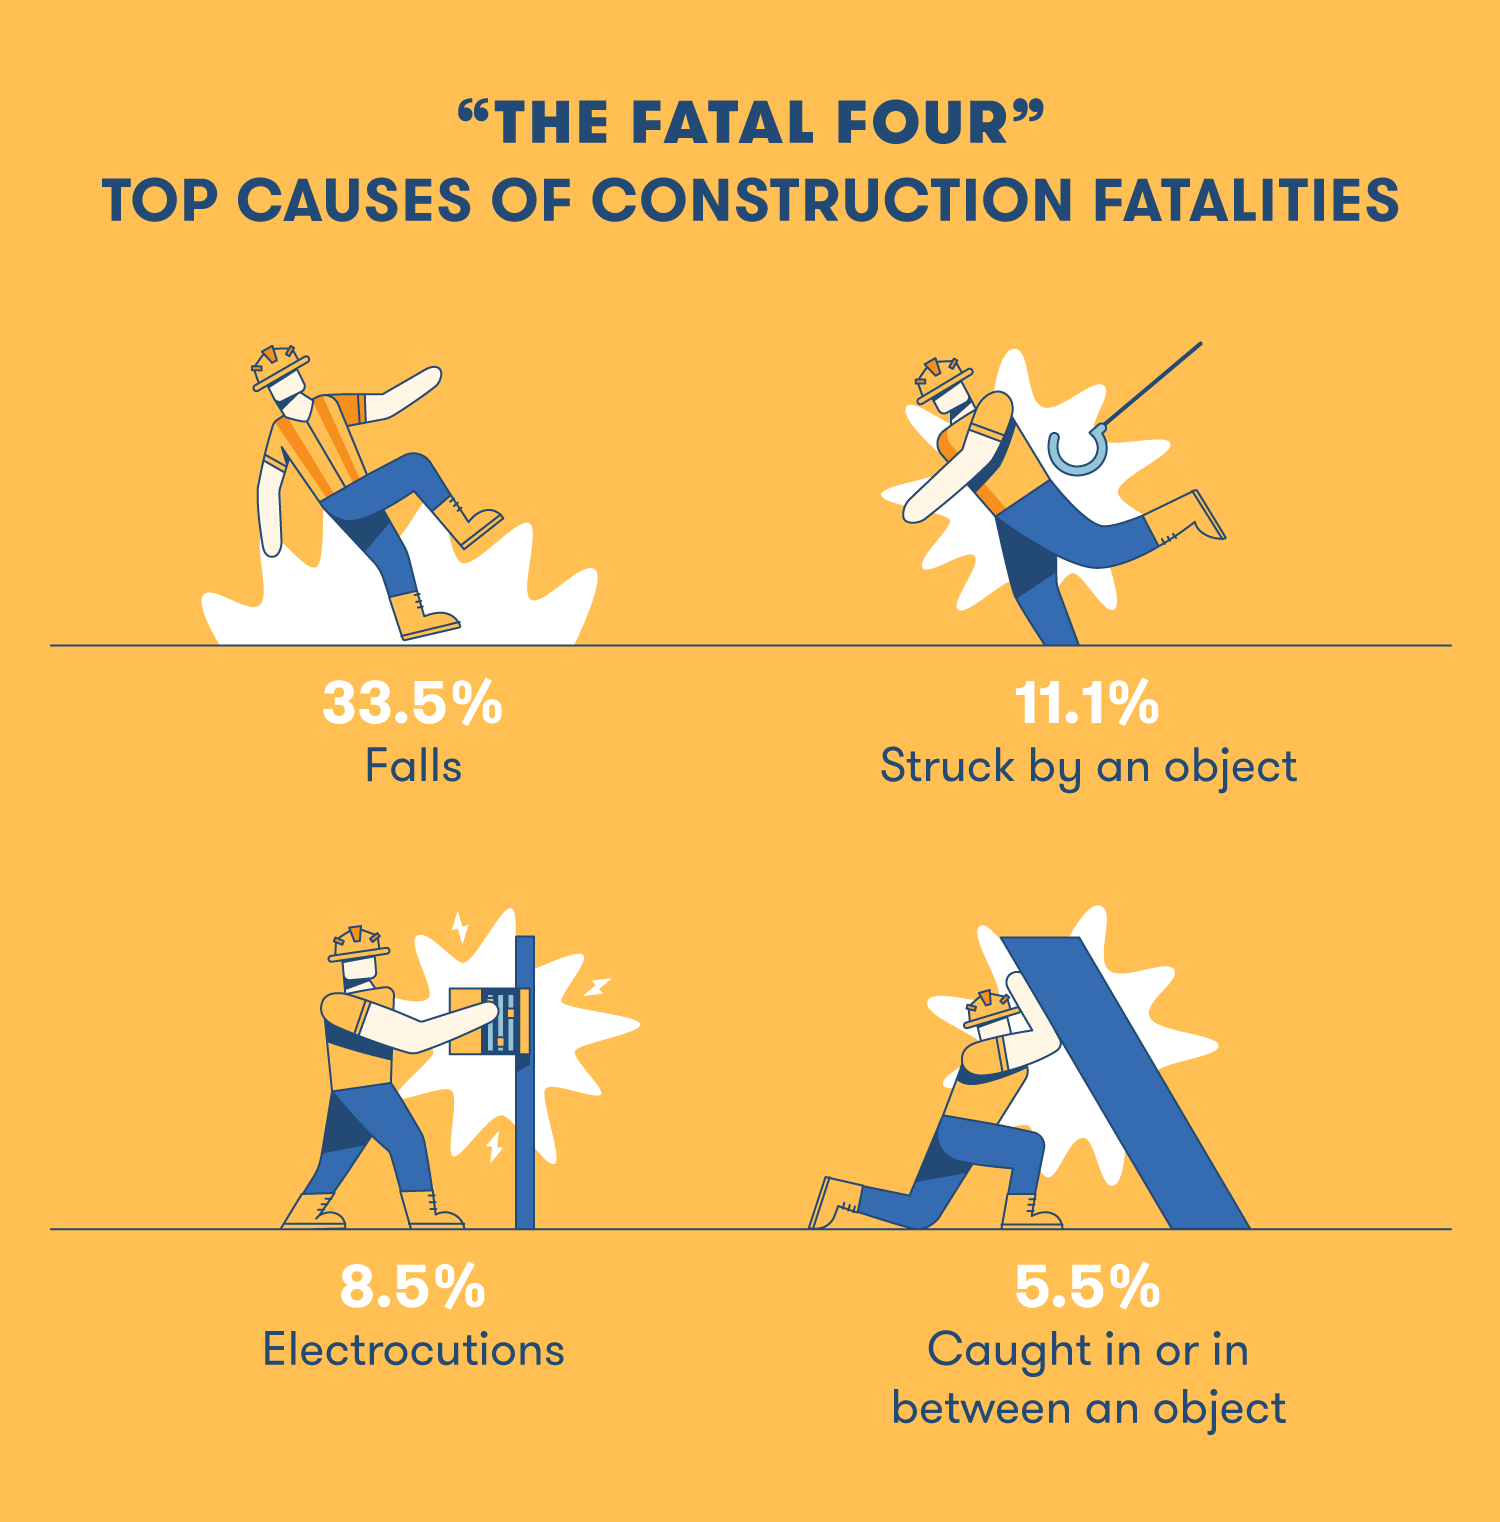 “THE FATAL FOUR”
TOP CAUSES OF CONSTRUCTION FATALITIES
33.5%
Falls
11.1%
Struck by an object
8.5%
Electrocutions
5.5%
Caught in or in
between an object